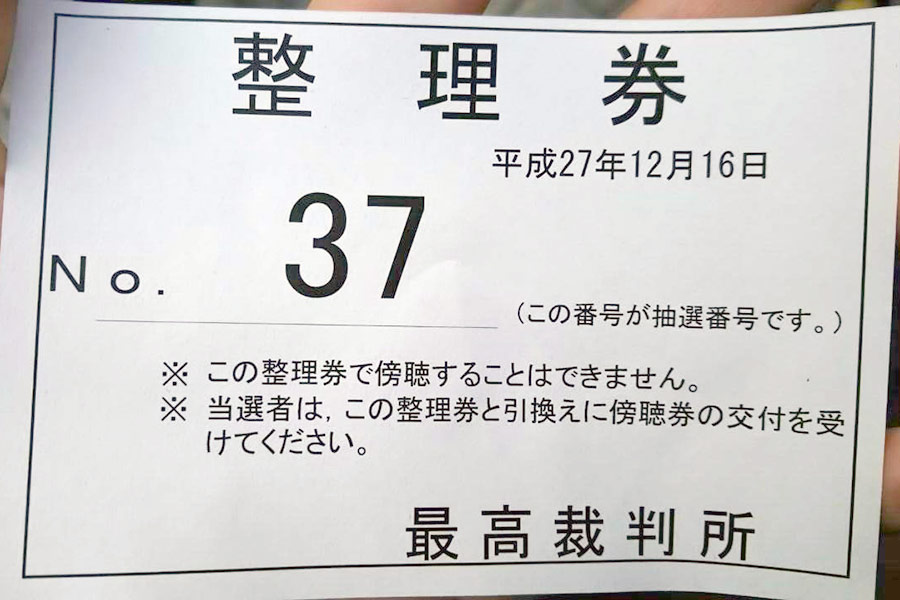 整理券
平成27年12月16日
No. 37
(この番号が抽選番号です。)
※ この整理券で傍聴することはできません。
※ 当選者は,この整理券と引換えに傍聴券の交付を受
けてください。
最高裁判所